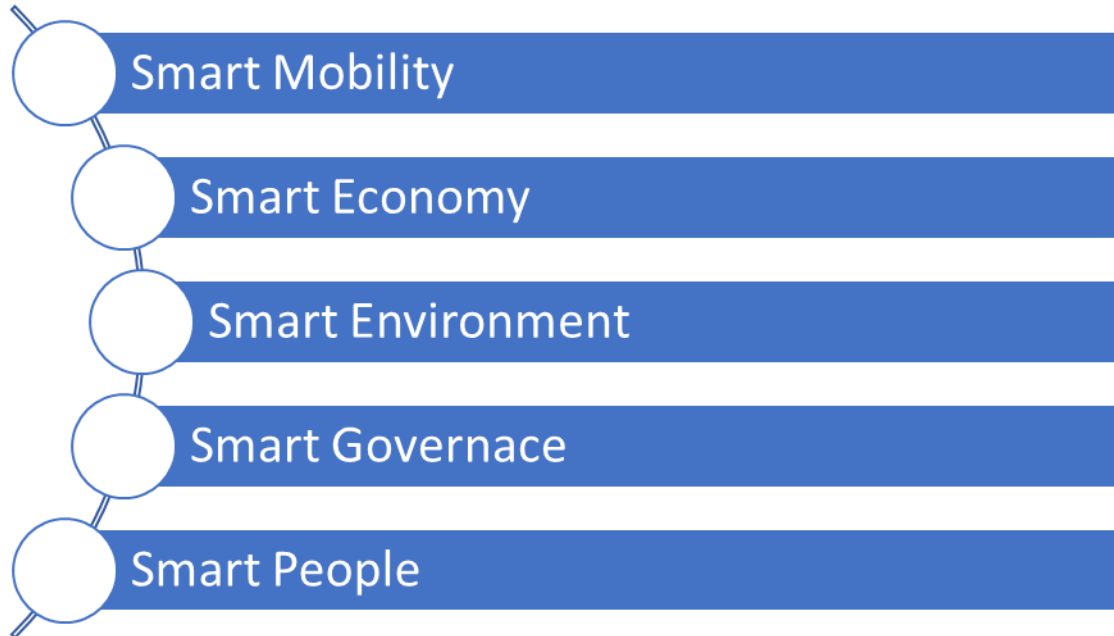 Smart Mobility
Smart Economy
Smart Environment
Smart Governace
Smart People